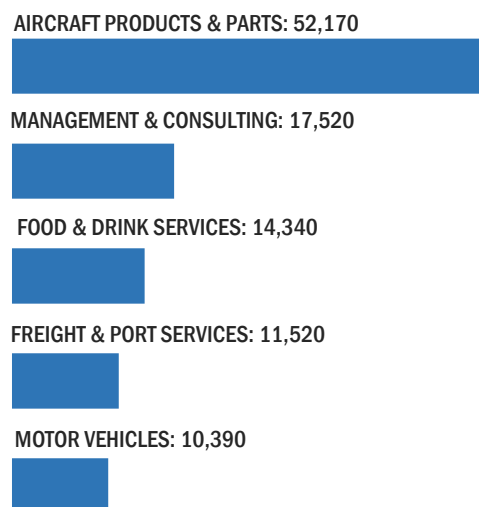 AIRCRAFT PRODUCTS & PARTS: 52,170
MANAGEMENT & CONSULTING: 17,520
FOOD & DRINK SERVICES: 14,340
FREIGHT & PORT SERVICES: 11,520
MOTOR VEHICLES: 10,390